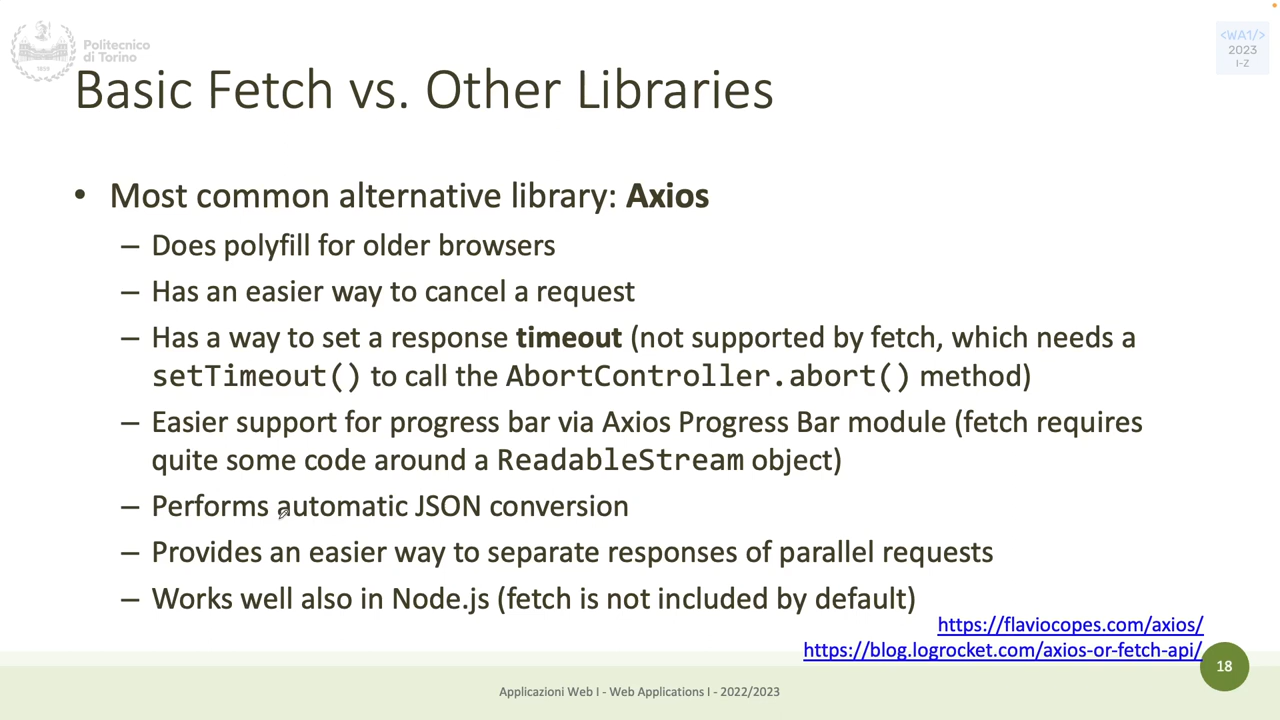 Politecnico
di Torino
1859
<WA1/>
2023
I-Z
Basic Fetch vs. Other Libraries
• Most common alternative library: Axios
– Does polyfill for older browsers
– Has an easier way to cancel a request
– Has a way to set a response timeout (not supported by fetch, which needs a
setTimeout() to call the AbortController.abort() method)
– Easier support for progress bar via Axios Progress Bar module (fetch requires
quite some code around a ReadableStream object)
– Performs automatic JSON conversion
– Provides an easier way to separate responses of parallel requests
– Works well also in Node.js (fetch is not included by default)
https://flaviocopes.com/axios/
https://blog.logrocket.com/axios-or-fetch-api/
18
Applicazioni Web I - Web Applications I - 2022/2023